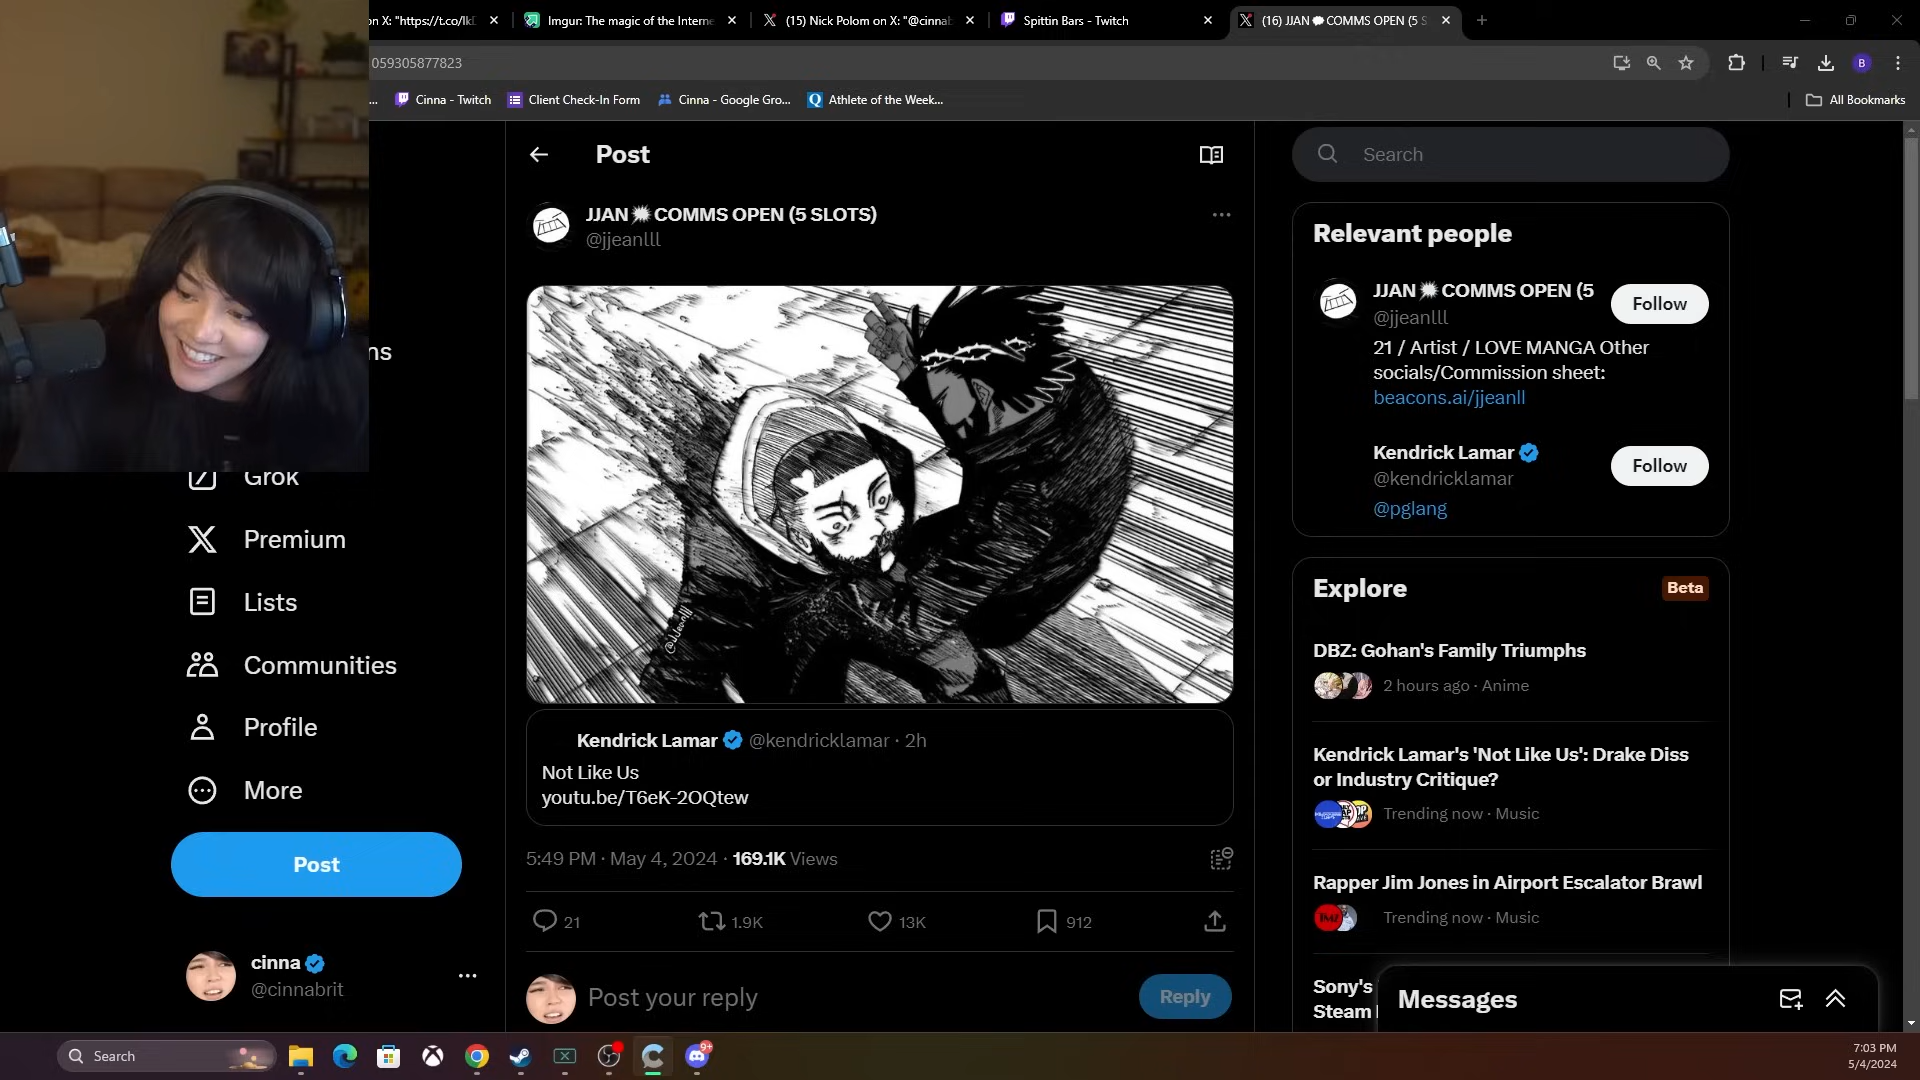 on X: "https://t.co/lkD
Imgur: The magic of the Interne
(15) Nick Polom on X: "@cinnab
Spittin Bars - Twitch
(16) JJAN COMMS OPEN (5 S
059305877823
B
...
Cinna - Twitch
Client Check-In Form
Cinna - Google Gro...
Athlete of the Week...
All Bookmarks
ns
Grok
Premium
Lists
Communities
Profile
More
Post
cinna
@cinnabrit
Post
JJAN💥COMMS OPEN (5 SLOTS)
@jjeanlll
@JJeanlll
Kendrick Lamar @kendricklamar · 2h
Not Like Us
youtu.be/T6eK-2OQtew
5:49 PM · May 4, 2024 · 169.1K Views
21 1.9K 13K 912
Post your reply
Reply
Search
Relevant people
JJAN💥COMMS OPEN (5
@jjeanlll
Follow
21 / Artist / LOVE MANGA Other
socials/Commission sheet:
beacons.ai/jjeanll
Kendrick Lamar
@kendricklamar
Follow
@pglang
Explore
Beta
DBZ: Gohan's Family Triumphs
2 hours ago · Anime
Kendrick Lamar's 'Not Like Us': Drake Diss
or Industry Critique?
Trending now · Music
Rapper Jim Jones in Airport Escalator Brawl
Trending now · Music
Sony's
Steam
Messages
Search
9+
7:03 PM
5/4/2024